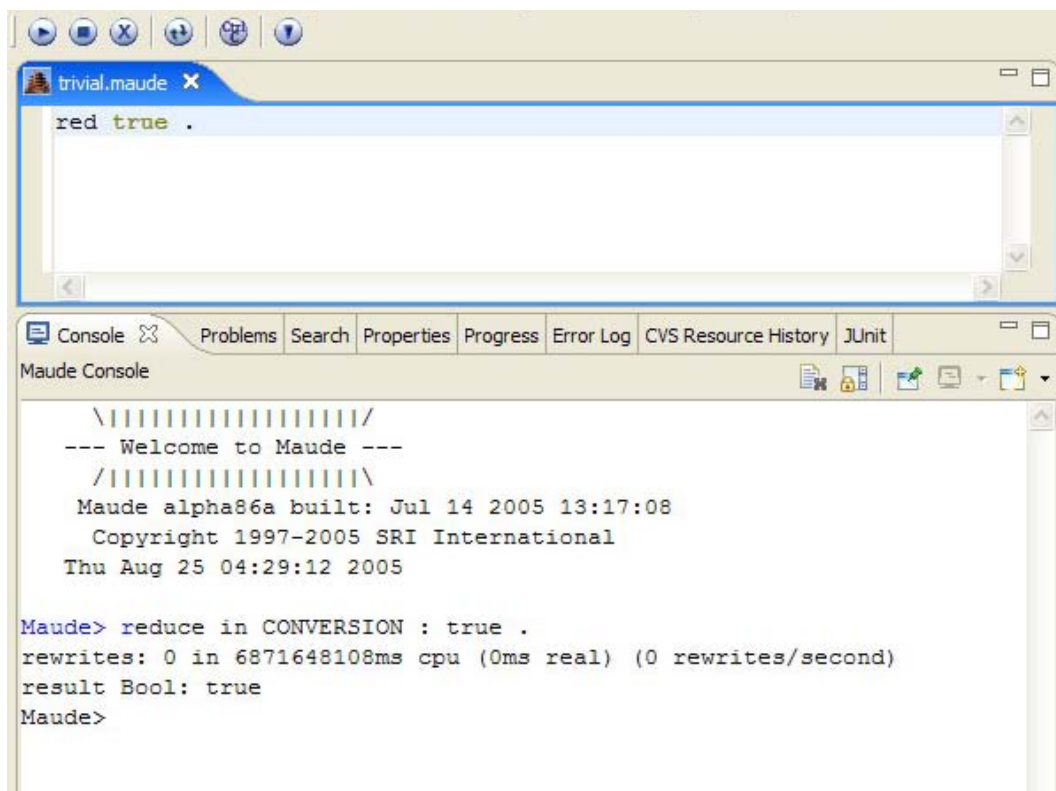 trivial.maude
red true .
Console Problems Search Properties Progress Error Log CVS Resource History JUnit
Maude Console
\||||||||||||||||||/
--- Welcome to Maude ---
/||||||||||||||||||\
Maude alpha86a built: Jul 14 2005 13:17:08
Copyright 1997-2005 SRI International
Thu Aug 25 04:29:12 2005
Maude> reduce in CONVERSION : true .
rewrites: 0 in 6871648108ms cpu (0ms real) (0 rewrites/second)
result Bool: true
Maude>